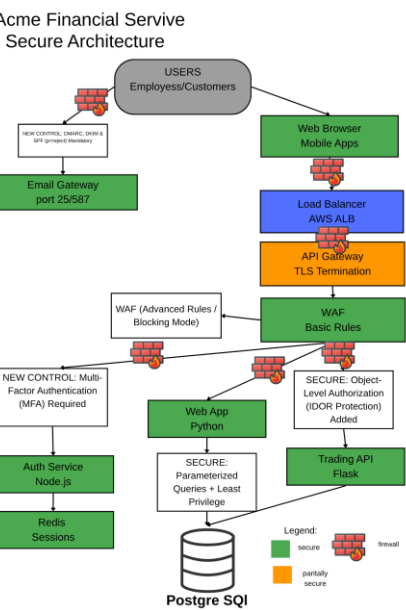 Acme Financial Servive
Secure Architecture
USERS
Employess/Customers
NEW CONTROL: DMARC, DKIM &
SPF (p=reject) Mandatory
Web Browser
Mobile Apps
Email Gateway
port 25/587
Load Balancer
AWS ALB
API Gateway
TLS Termination
WAF (Advanced Rules /
Blocking Mode)
WAF
Basic Rules
NEW CONTROL: Multi-
Factor Authentication
(MFA) Required
SECURE: Object-
Level Authorization
(IDOR Protection)
Added
Web App
Python
Auth Service
Node.js
SECURE:
Parameterized
Queries + Least
Privilege
Trading API
Flask
Redis
Sessions
Legend:
secure
firewall
paritally
secure
Postgre SQl